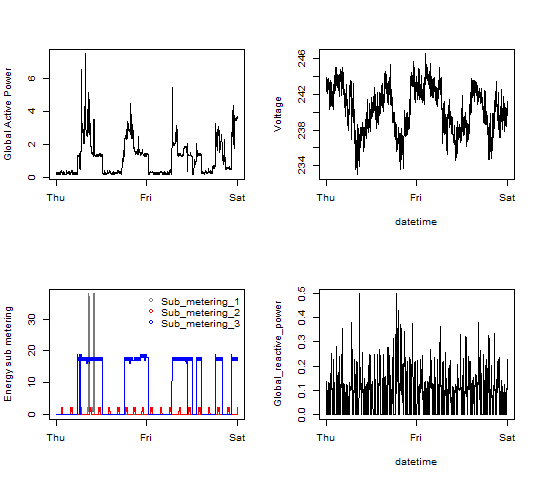 Global Active Power
6
4
2
0
Thu
Fri
Sat
Voltage
246
242
238
234
Thu
Fri
Sat
datetime
Energy sub metering
30
20
10
0
Sub_metering_1
Sub_metering_2
Sub_metering_3
Thu
Fri
Sat
Global_reactive_power
0.5
0.4
0.3
0.2
0.1
0.0
Thu
Fri
Sat
datetime